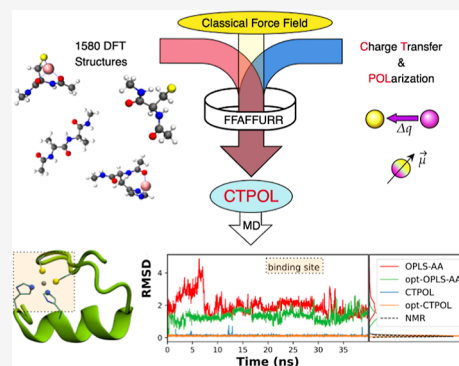 Classical Force Field
1580 DFT
Structures
Charge Transfer
&
POLarization
FFAFFURR
Δq
μ⃗
CTPOL
MD
binding site
RMSD
4
2
0
0 5 10 15 20 25 30 35
Time (ns)
OPLS-AA
opt-OPLS-AA
CTPOL
opt-CTPOL
NMR